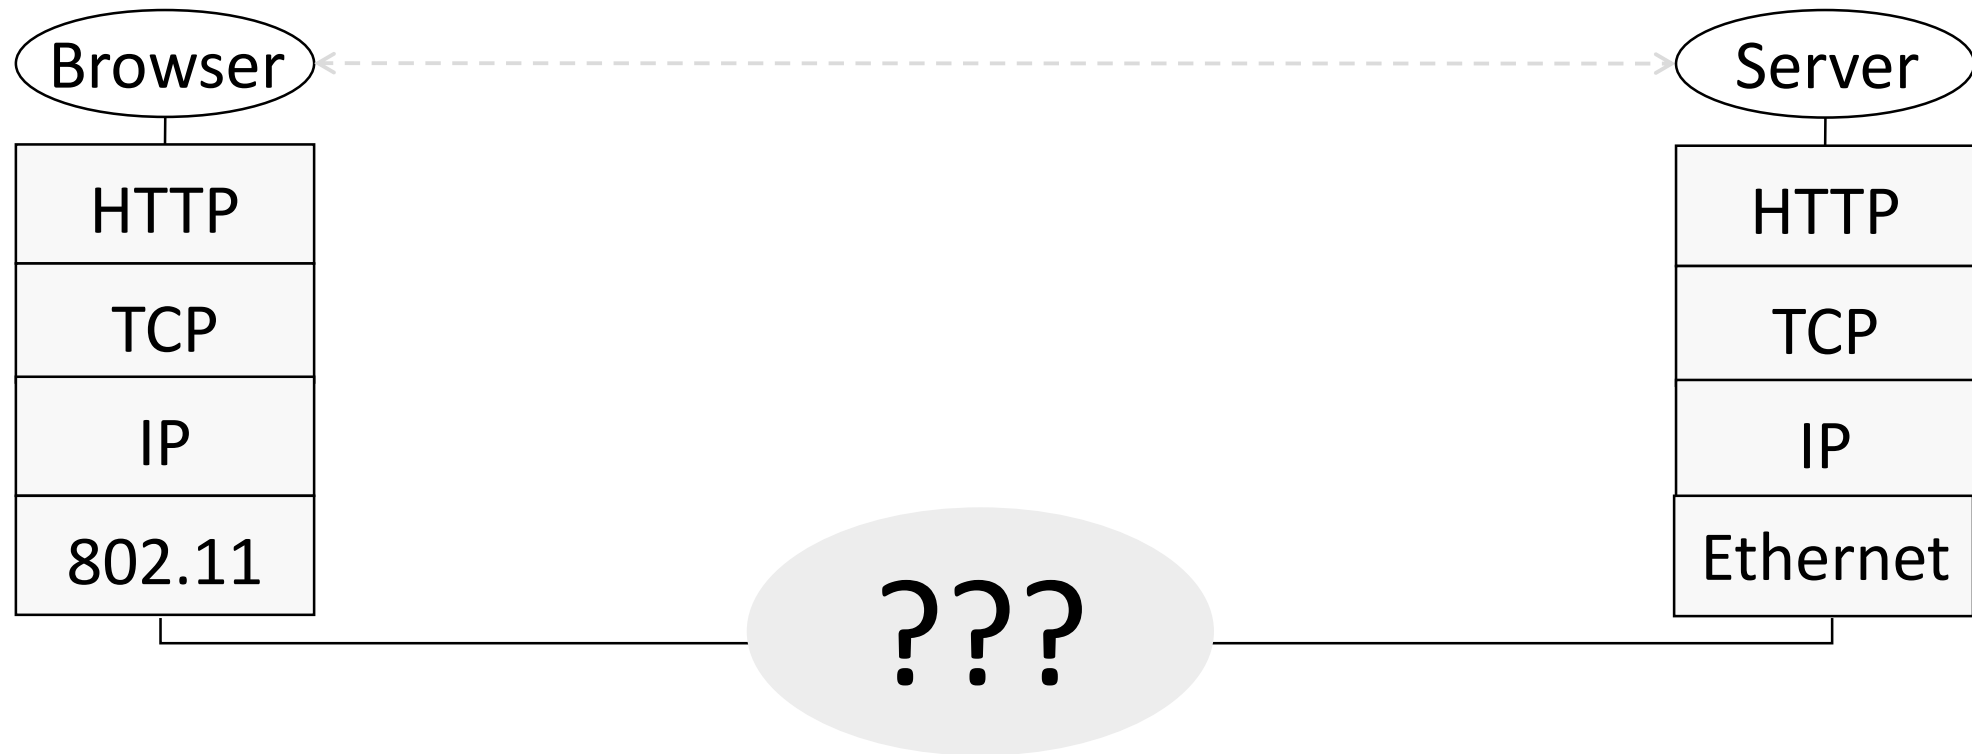 Browser
Server
HTTP
HTTP
TCP
TCP
IP
IP
802.11
Ethernet
???